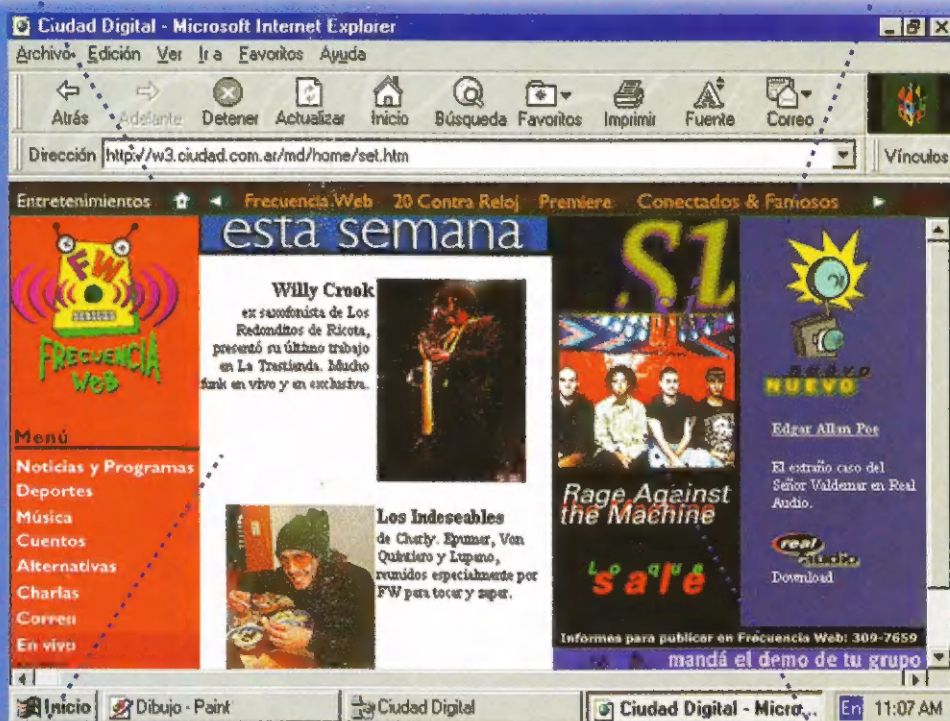 Ciudad Digital - Microsoft Internet Explorer
Archivo Edición Ver Ir a Favoritos Ayuda
Atrás Adelante Detener Actualizar Inicio Búsqueda Favoritos Imprimir Fuente Correo
Dirección http://w3.ciudad.com.ar/md/home/set.htm Vínculos
Entretenimientos Frecuencia Web 20 Contra Reloj Premiere Conectados & Famosos
FW
FRECUENCIA
WEB
Menú
Noticias y Programas
Deportes
Música
Cuentos
Alternativas
Charlas
Correo
En vivo
esta semana
Willy Crook
ex saxofonista de Los
Redonditos de Ricota,
presentó su último trabajo
en La Trastienda. Mucho
funk en vivo y en exclusiva.
Los Indeseables
de Charly. Epumer, Von
Quintiero y Lupano,
reunidos especialmente por
FW para tocar y zapar.
Rage Against
the Machine
Lo que
sale
nuevo
NUEVO
Edgar Allan Poe
El extraño caso del
Señor Valdemar en Real
Audio.
real
audio
Download
Informes para publicar en Frecuencia Web: 309-7659
mandá el demo de tu grupo
Inicio Dibujo - Paint Ciudad Digital Ciudad Digital - Micro... En 11:07 AM